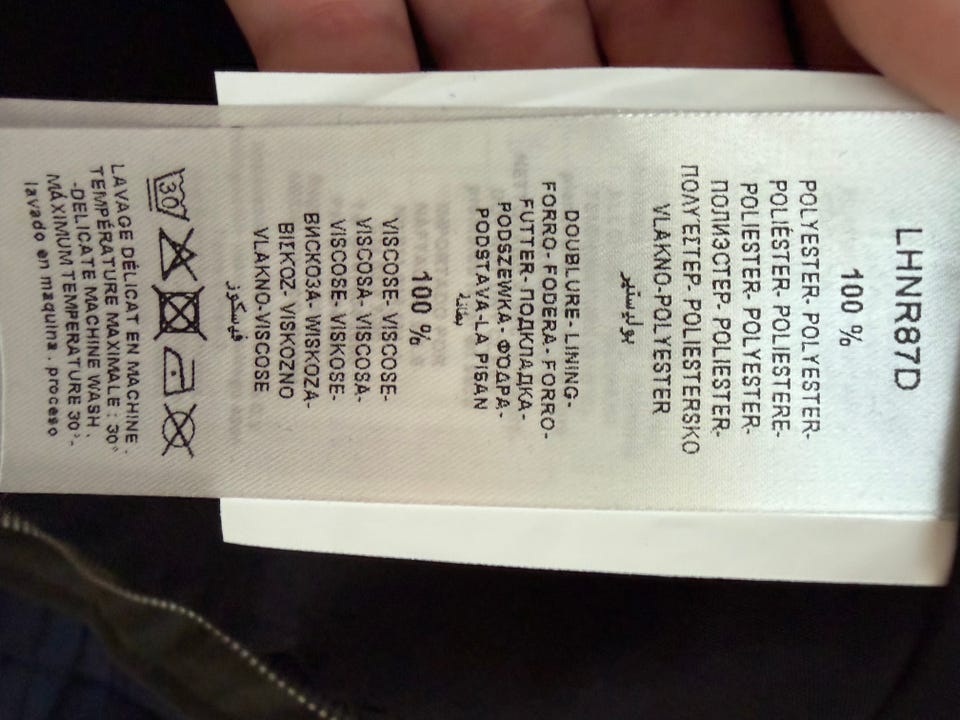 LHNR87D
100 %
POLYESTER- POLYESTER-
POLIÉSTER- POLIESTERE-
POLIESTER- POLYESTER-
ПОЛИЭСТЕР- POLIESTER-
ΠΟΛΥΕΣΤΕΡ- POLIESTERSKO
VLAKNO-POLYESTER
بوليستير
DOUBLURE- LINING-
FORRO- FODERA- FORRO-
FUTTER- ПОДКЛАДКА-
PODSZEWKA- ΦΟΔΡΑ-
PODSTAVA-LA PISAN
بطانة
100 %
VISCOSE- VISCOSE-
VISCOSA- VISCOSA-
VISCOSE- VISKOSE-
ВИСКОЗА- WISKOZA-
ΒΙΣΚΟΖ- VISKOZNO
VLAKNO-VISCOSE
فيسكوز
30
LAVAGE DÉLICAT EN MACHINE .
TEMPÉRATURE MAXIMALE : 30°
-DELICATE MACHINE WASH .
MÁXIMUM TEMPERATURE 30°.
lavado en maquina . proceso